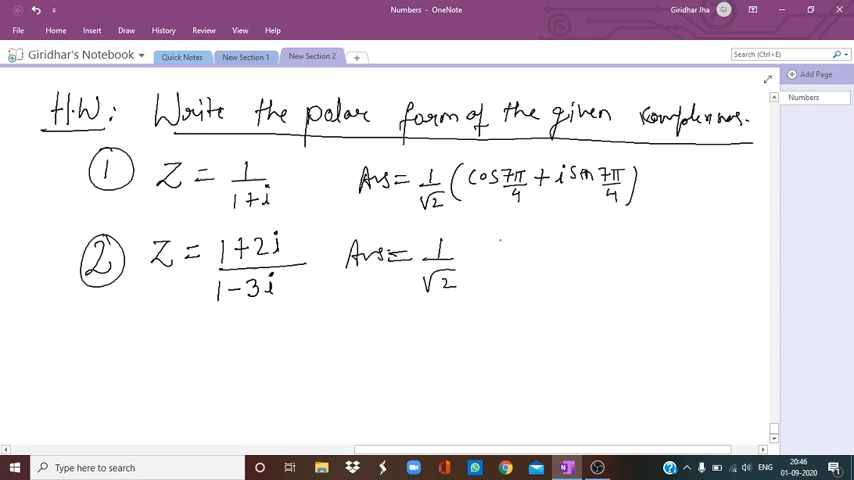 Numbers - OneNote
Giridhar Jha GJ
File Home Insert Draw History Review View Help
Giridhar's Notebook Quick Notes New Section 1 New Section 2 +
Search (Ctrl+E)
Add Page
Numbers
H.W: Write the polar form of the given komplex nos.
① Z = 1/(1+i) Ans = 1/√2 (cos 7π/4 + i sin 7π/4)
② Z = (1+2i)/(1-3i) Ans = 1/√2
Type here to search
ENG
20:46
01-09-2020